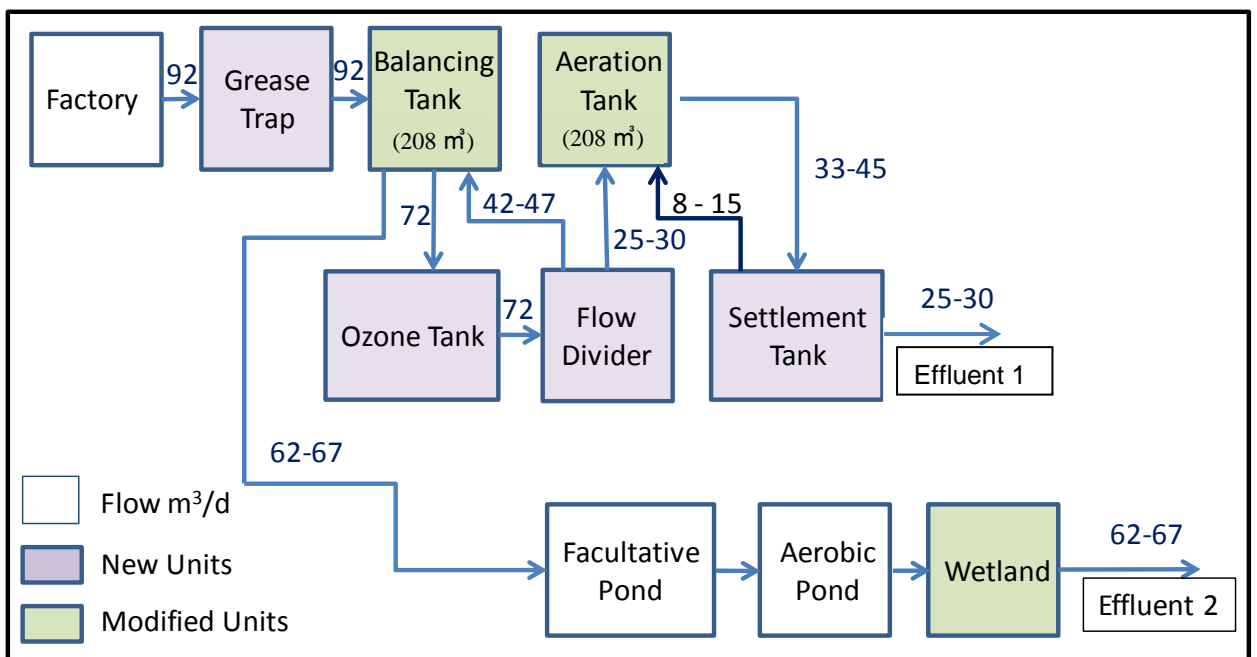 Factory
92
Grease
Trap
92
Balancing
Tank
(208 ㎥)
Aeration
Tank
(208 ㎥)
33-45
72
42-47
25-30
8 - 15
Ozone Tank
72
Flow
Divider
Settlement
Tank
25-30
Effluent 1
62-67
Flow m³/d
New Units
Modified Units
Facultative
Pond
Aerobic
Pond
Wetland
62-67
Effluent 2